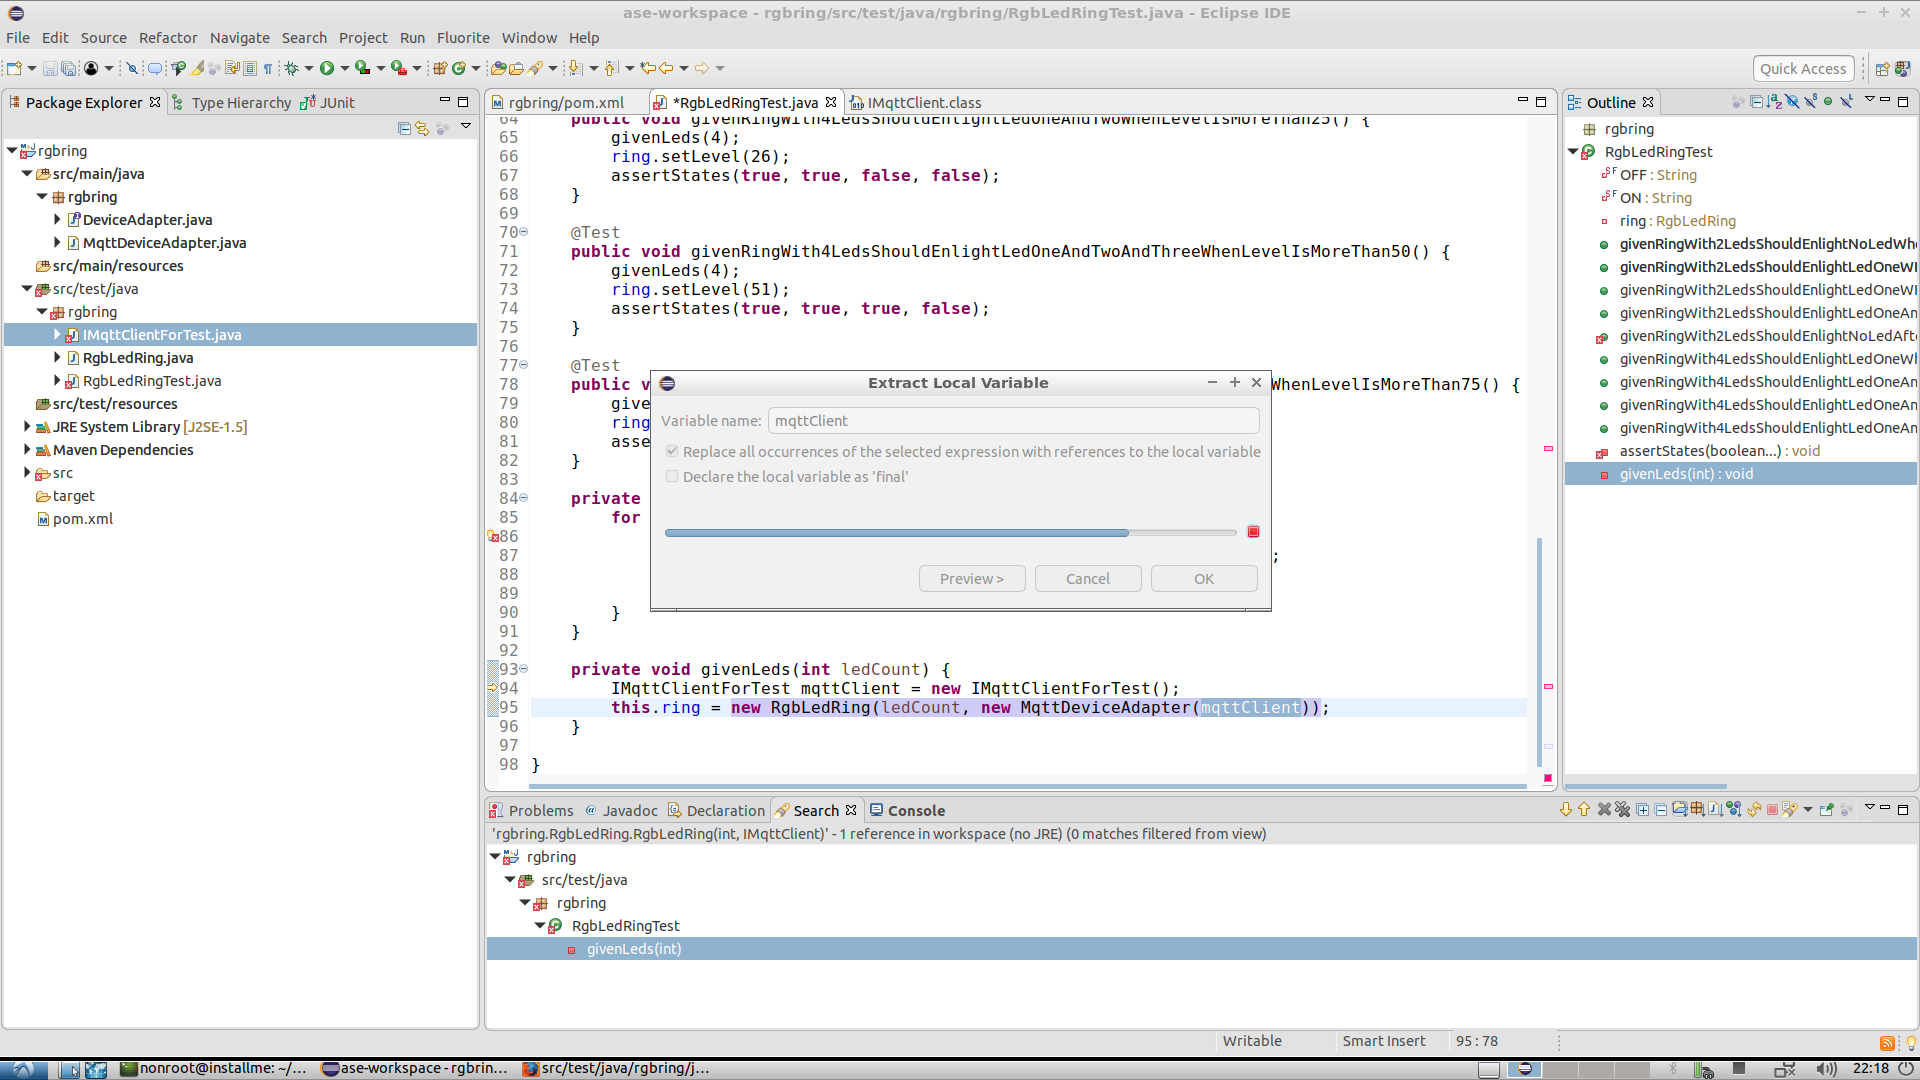 ase-workspace - rgbring/src/test/java/rgbring/RgbLedRingTest.java - Eclipse IDE
File Edit Source Refactor Navigate Search Project Run Fluorite Window Help
Quick Access
Package Explorer Type Hierarchy JUnit
rgbring
src/main/java
rgbring
DeviceAdapter.java
MqttDeviceAdapter.java
src/main/resources
src/test/java
rgbring
IMqttClientForTest.java
RgbLedRing.java
RgbLedRingTest.java
src/test/resources
JRE System Library [J2SE-1.5]
Maven Dependencies
src
target
pom.xml
rgbring/pom.xml *RgbLedRingTest.java IMqttClient.class
64 public void givenRingWith4LedsShouldEnlightLedOneAndTwoWhenLevelIsMoreThan25() {
65 givenLeds(4);
66 ring.setLevel(26);
67 assertStates(true, true, false, false);
68 }
69
70 @Test
71 public void givenRingWith4LedsShouldEnlightLedOneAndTwoAndThreeWhenLevelIsMoreThan50() {
72 givenLeds(4);
73 ring.setLevel(51);
74 assertStates(true, true, true, false);
75 }
76
77 @Test
78 public v WhenLevelIsMoreThan75() {
79 give
80 ring
81 asse
82 }
83
84 private
85 for
86
87 ;
88
89
90 }
91 }
92
93 private void givenLeds(int ledCount) {
94 IMqttClientForTest mqttClient = new IMqttClientForTest();
95 this.ring = new RgbLedRing(ledCount, new MqttDeviceAdapter(mqttClient));
96 }
97
98 }
Extract Local Variable
Variable name: mqttClient
Replace all occurrences of the selected expression with references to the local variable
Declare the local variable as 'final'
Preview > Cancel OK
Outline
rgbring
RgbLedRingTest
OFF : String
ON : String
ring : RgbLedRing
givenRingWith2LedsShouldEnlightNoLedWh
givenRingWith2LedsShouldEnlightLedOneWh
givenRingWith2LedsShouldEnlightLedOneWh
givenRingWith2LedsShouldEnlightLedOneAn
givenRingWith2LedsShouldEnlightNoLedAft
givenRingWith4LedsShouldEnlightLedOneWh
givenRingWith4LedsShouldEnlightLedOneAn
givenRingWith4LedsShouldEnlightLedOneAn
givenRingWith4LedsShouldEnlightLedOneAn
assertStates(boolean...) : void
givenLeds(int) : void
Problems Javadoc Declaration Search Console
'rgbring.RgbLedRing.RgbLedRing(int, IMqttClient)' - 1 reference in workspace (no JRE) (0 matches filtered from view)
rgbring
src/test/java
rgbring
RgbLedRingTest
givenLeds(int)
Writable Smart Insert 95 : 78
nonroot@installme: ~/... ase-workspace - rgbrin... src/test/java/rgbring/j... 22:18